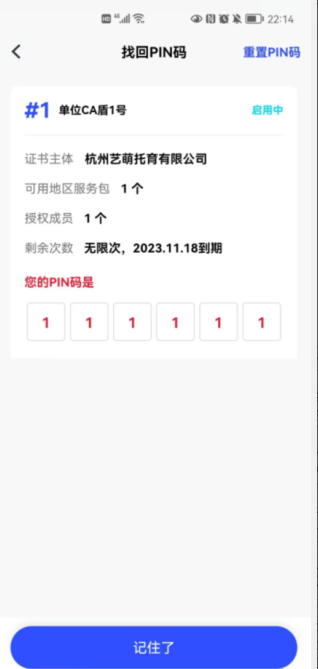 HD 4G 22:14
找回PIN码 重置PIN码
#1 单位CA盾1号 启用中
证书主体 杭州艺萌托育有限公司
可用地区服务包 1 个
授权成员 1 个
剩余次数 无限次，2023.11.18到期
您的PIN码是
1 1 1 1 1 1
记住了